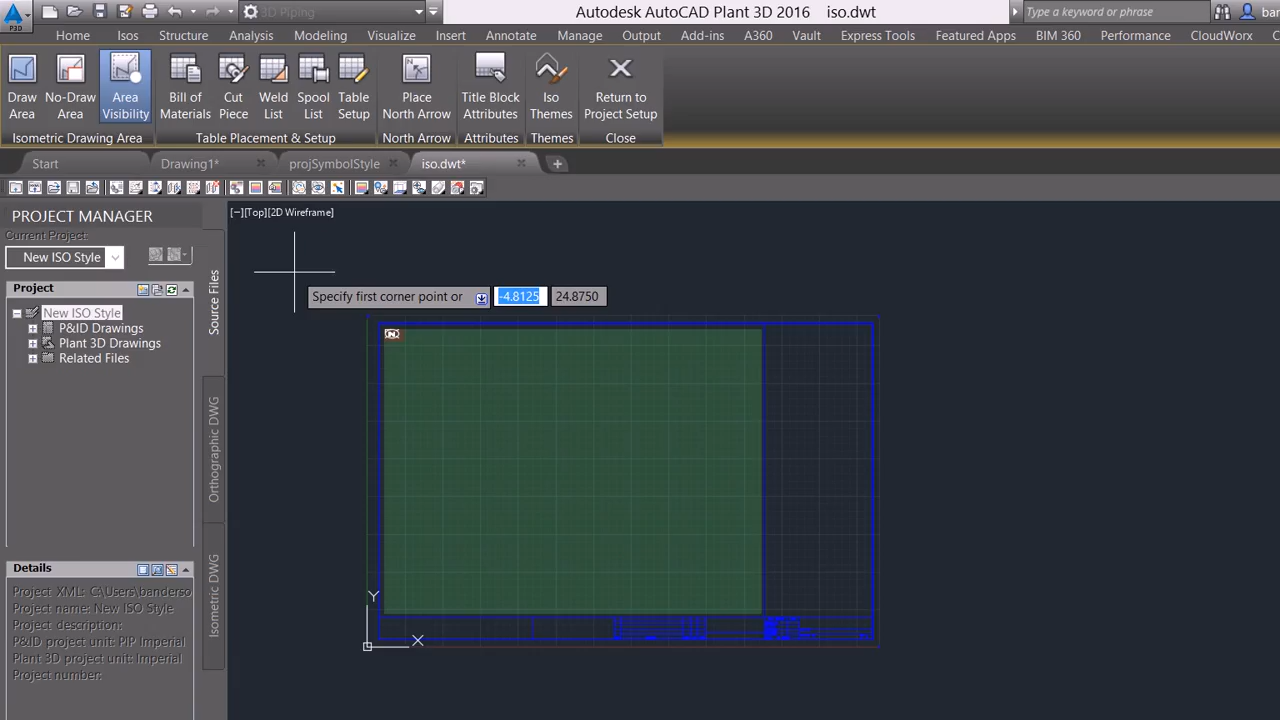 P3D
3D Piping
Autodesk AutoCAD Plant 3D 2016 iso.dwt
Type a keyword or phrase
bar
Home Isos Structure Analysis Modeling Visualize Insert Annotate Manage Output Add-ins A360 Vault Express Tools Featured Apps BIM 360 Performance CloudWorx C
Draw Area
No-Draw Area
Area Visibility
Bill of Materials
Cut Piece
Weld List
Spool List
Table Setup
Place North Arrow
Title Block Attributes
Iso Themes
Return to Project Setup
Isometric Drawing Area Table Placement & Setup North Arrow Attributes Themes Close
Start Drawing1* projSymbolStyle iso.dwt*
PROJECT MANAGER
Current Project:
New ISO Style
Project
New ISO Style
P&ID Drawings
Plant 3D Drawings
Related Files
Source Files
Orthographic DWG
Isometric DWG
Details
Project XML: C:\Users\banderso
Project name: New ISO Style
Project description:
P&ID project unit: PIP Imperial
Plant 3D project unit: Imperial
Project number:
[−][Top][2D Wireframe]
Specify first corner point or -4.8125 24.8750
Y
X